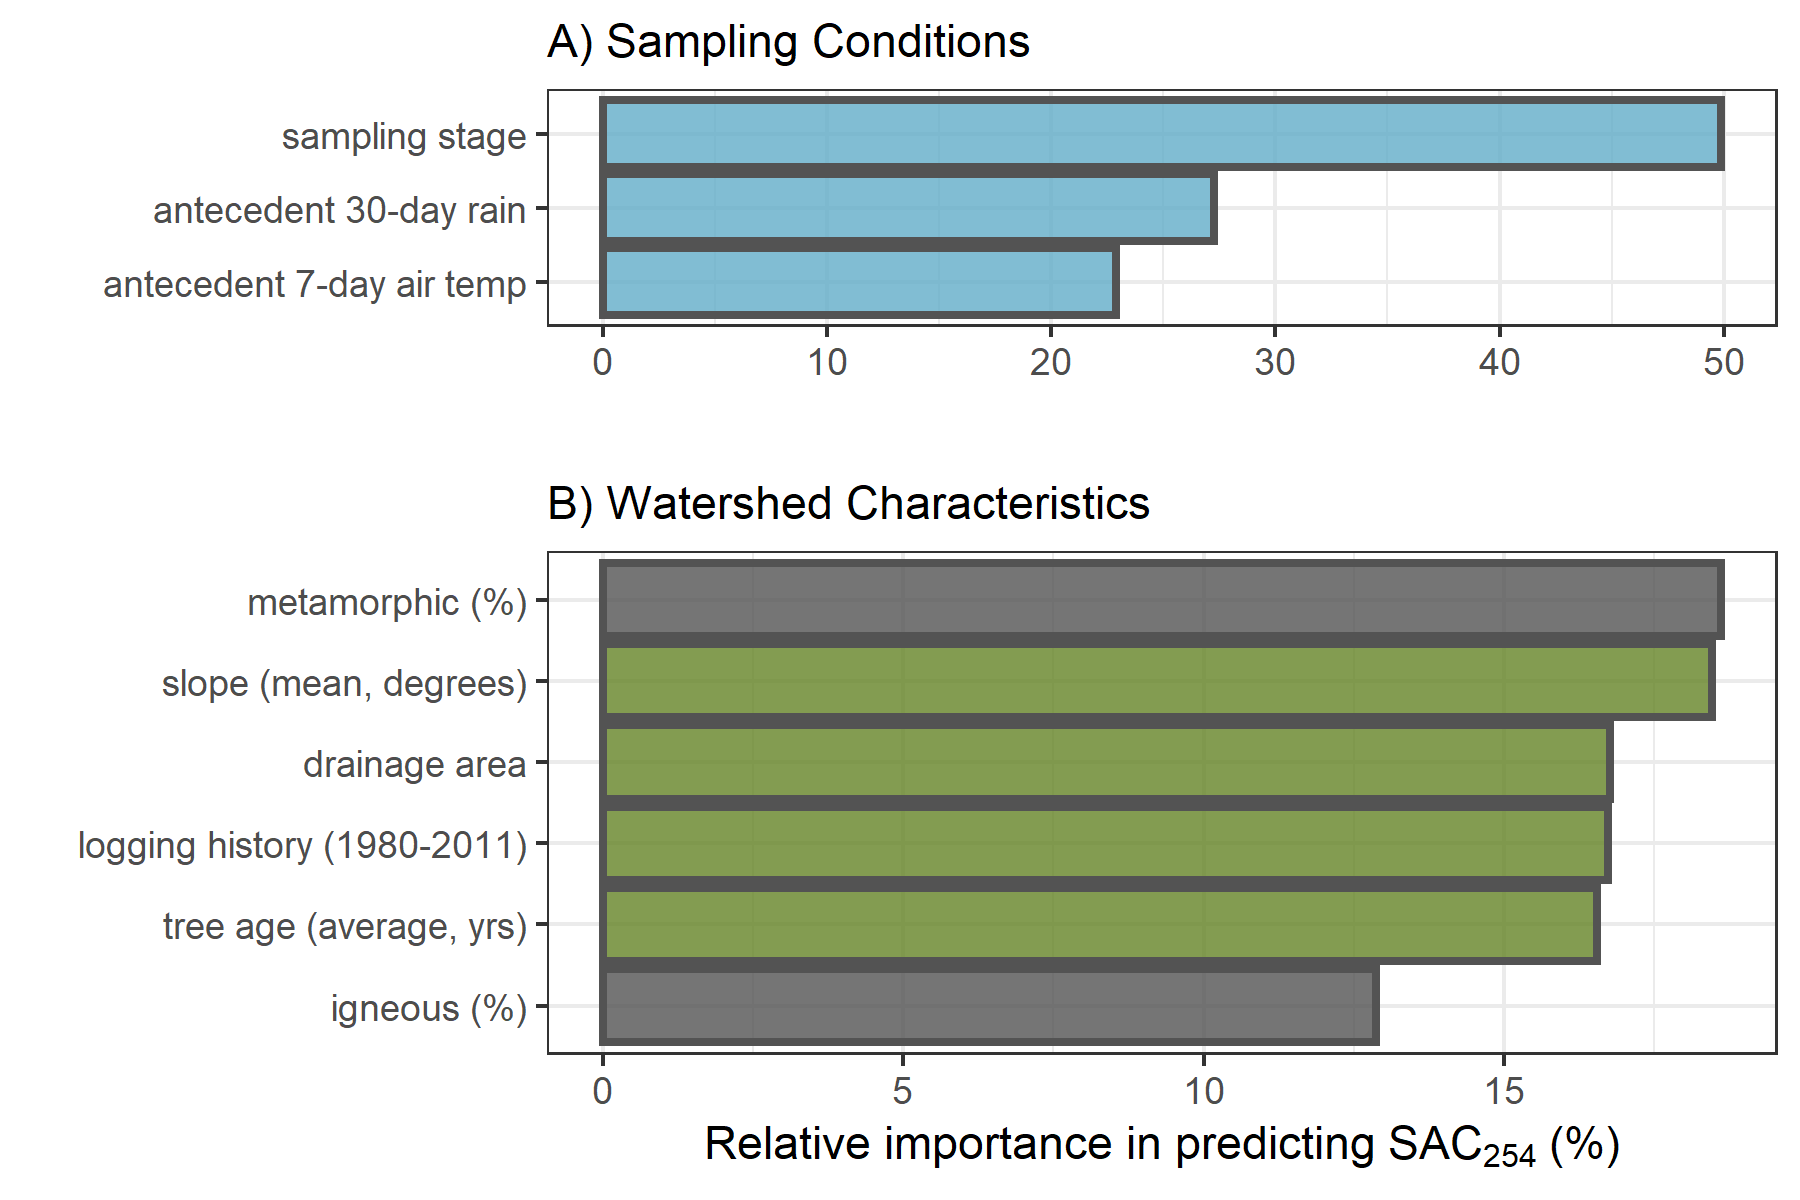 A) Sampling Conditions
sampling stage
antecedent 30-day rain
antecedent 7-day air temp
0 10 20 30 40 50
B) Watershed Characteristics
metamorphic (%)
slope (mean, degrees)
drainage area
logging history (1980-2011)
tree age (average, yrs)
igneous (%)
0 5 10 15
Relative importance in predicting SAC₂₅₄ (%)